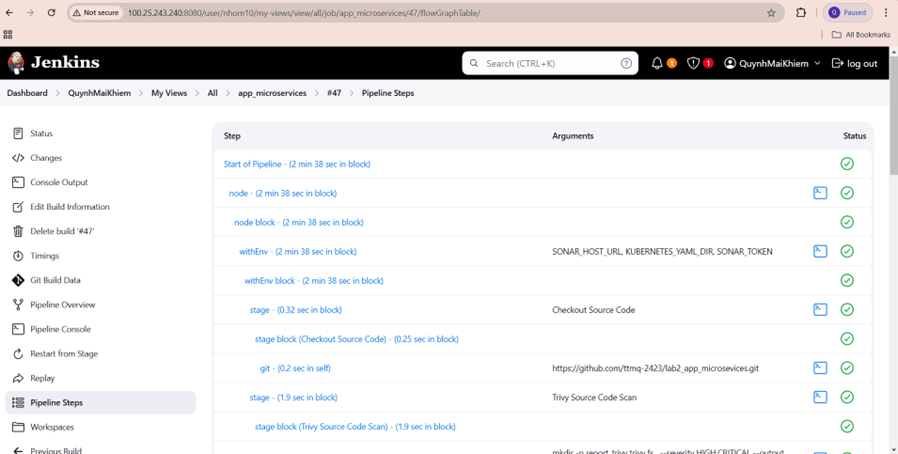 Not secure 100.25.243.240:8080/user/nhom10/my-views/view/all/job/app_microservices/47/flowGraphTable/ Q Paused
All Bookmarks
Jenkins Search (CTRL+K) ? 1 1 QuynhMaiKhiem log out
Dashboard > QuynhMaiKhiem > My Views > All > app_microservices > #47 > Pipeline Steps
Status
Changes
Console Output
Edit Build Information
Delete build '#47'
Timings
Git Build Data
Pipeline Overview
Pipeline Console
Restart from Stage
Replay
Pipeline Steps
Workspaces
Previous Build
Step Arguments Status
Start of Pipeline - (2 min 38 sec in block)
node - (2 min 38 sec in block)
node block - (2 min 38 sec in block)
withEnv - (2 min 38 sec in block) SONAR_HOST_URL, KUBERNETES_YAML_DIR, SONAR_TOKEN
withEnv block - (2 min 38 sec in block)
stage - (0.32 sec in block) Checkout Source Code
stage block (Checkout Source Code) - (0.25 sec in block)
git - (0.2 sec in self) https://github.com/ttmq-2423/lab2_app_microsevices.git
stage - (1.9 sec in block) Trivy Source Code Scan
stage block (Trivy Source Code Scan) - (1.9 sec in block)
mkdir -p report_trivy trivy fs --severity HIGH,CRITICAL --output